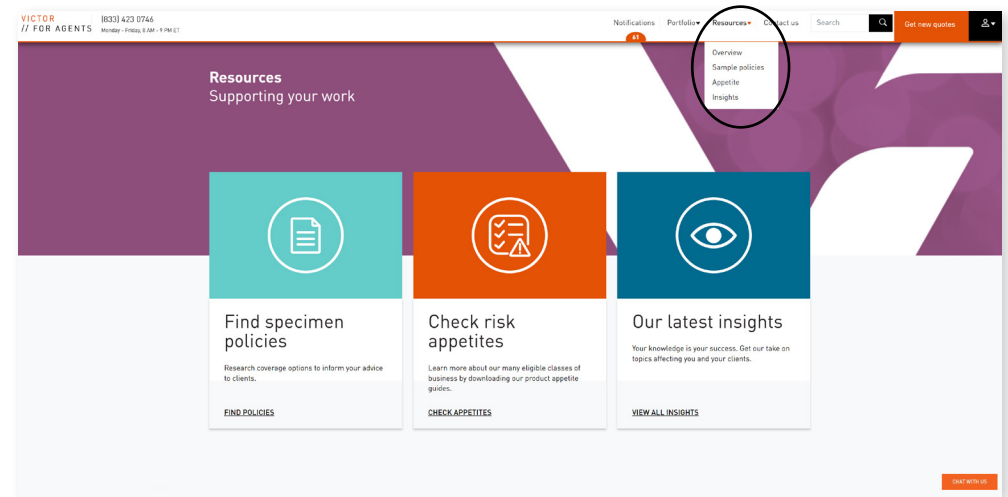 VICTOR
// FOR AGENTS
(833) 423 0746
Monday - Friday, 8 AM - 9 PM ET
Notifications
61
Portfolio
Resources
Contact us
Search
Get new quotes
Overview
Sample policies
Appetite
Insights
Resources
Supporting your work
Find specimen
policies
Research coverage options to inform your advice
to clients.
FIND POLICIES
Check risk
appetites
Learn more about our many eligible classes of
business by downloading our product appetite
guides.
CHECK APPETITES
Our latest insights
Your knowledge is your success. Get our take on
topics affecting you and your clients.
VIEW ALL INSIGHTS
CHAT WITH US